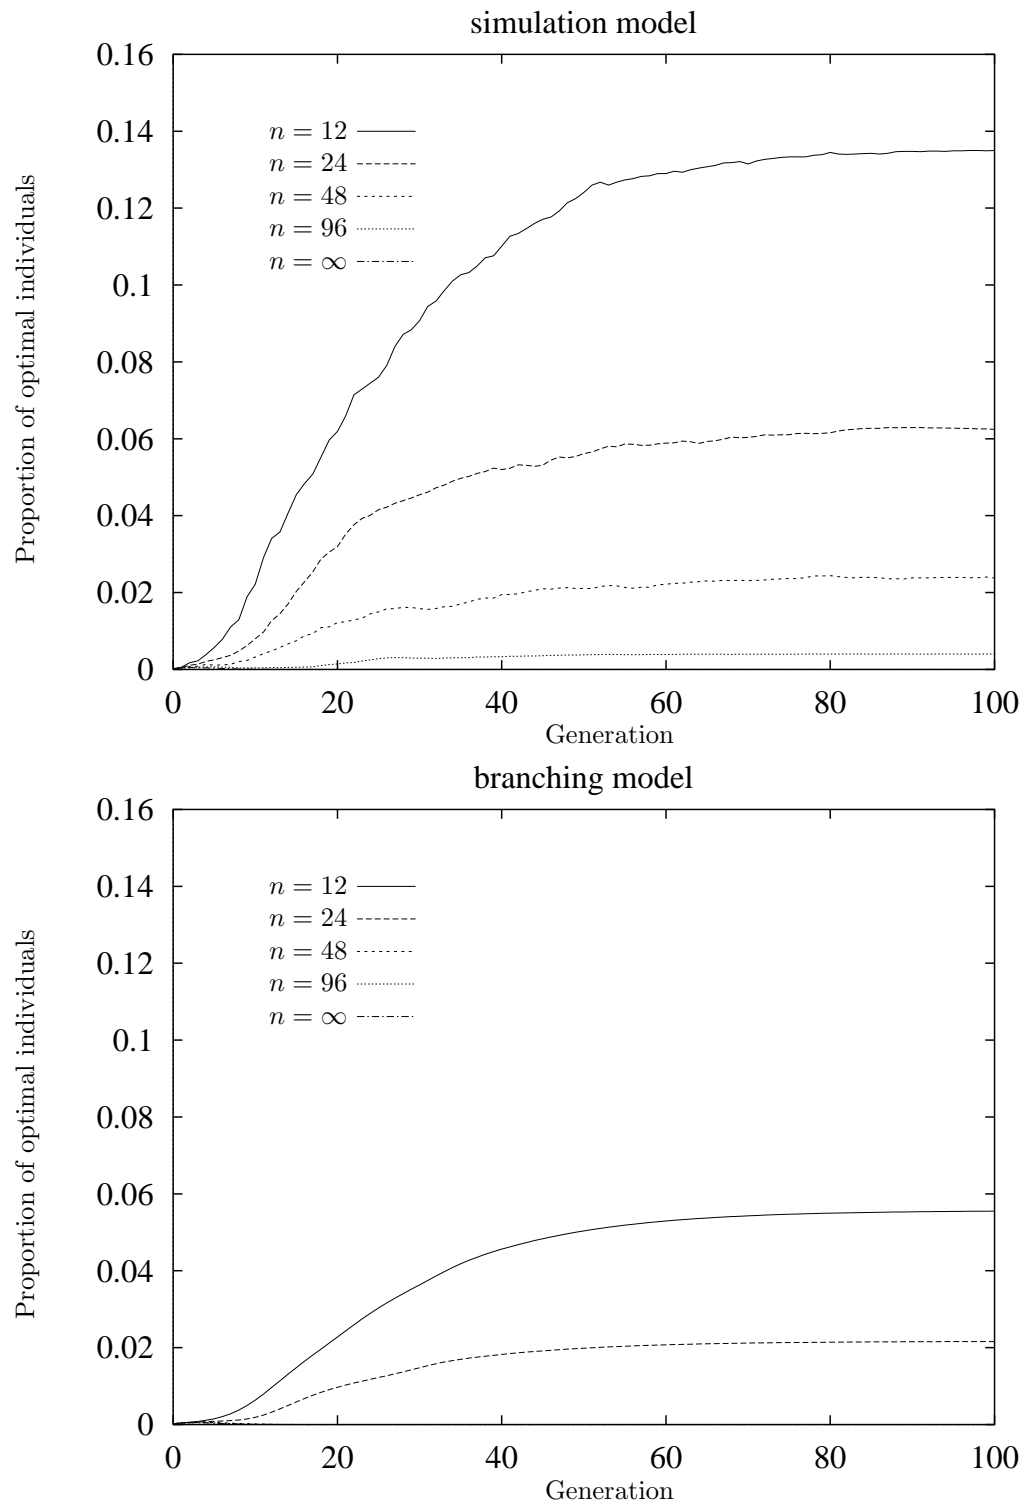 simulation model
0.16
0.14
0.12
0.1
0.08
0.06
0.04
0.02
0
Proportion of optimal individuals
n = 12
n = 24
n = 48
n = 96
n = ∞
0 20 40 60 80 100
Generation
branching model
0.16
0.14
0.12
0.1
0.08
0.06
0.04
0.02
0
Proportion of optimal individuals
n = 12
n = 24
n = 48
n = 96
n = ∞
0 20 40 60 80 100
Generation